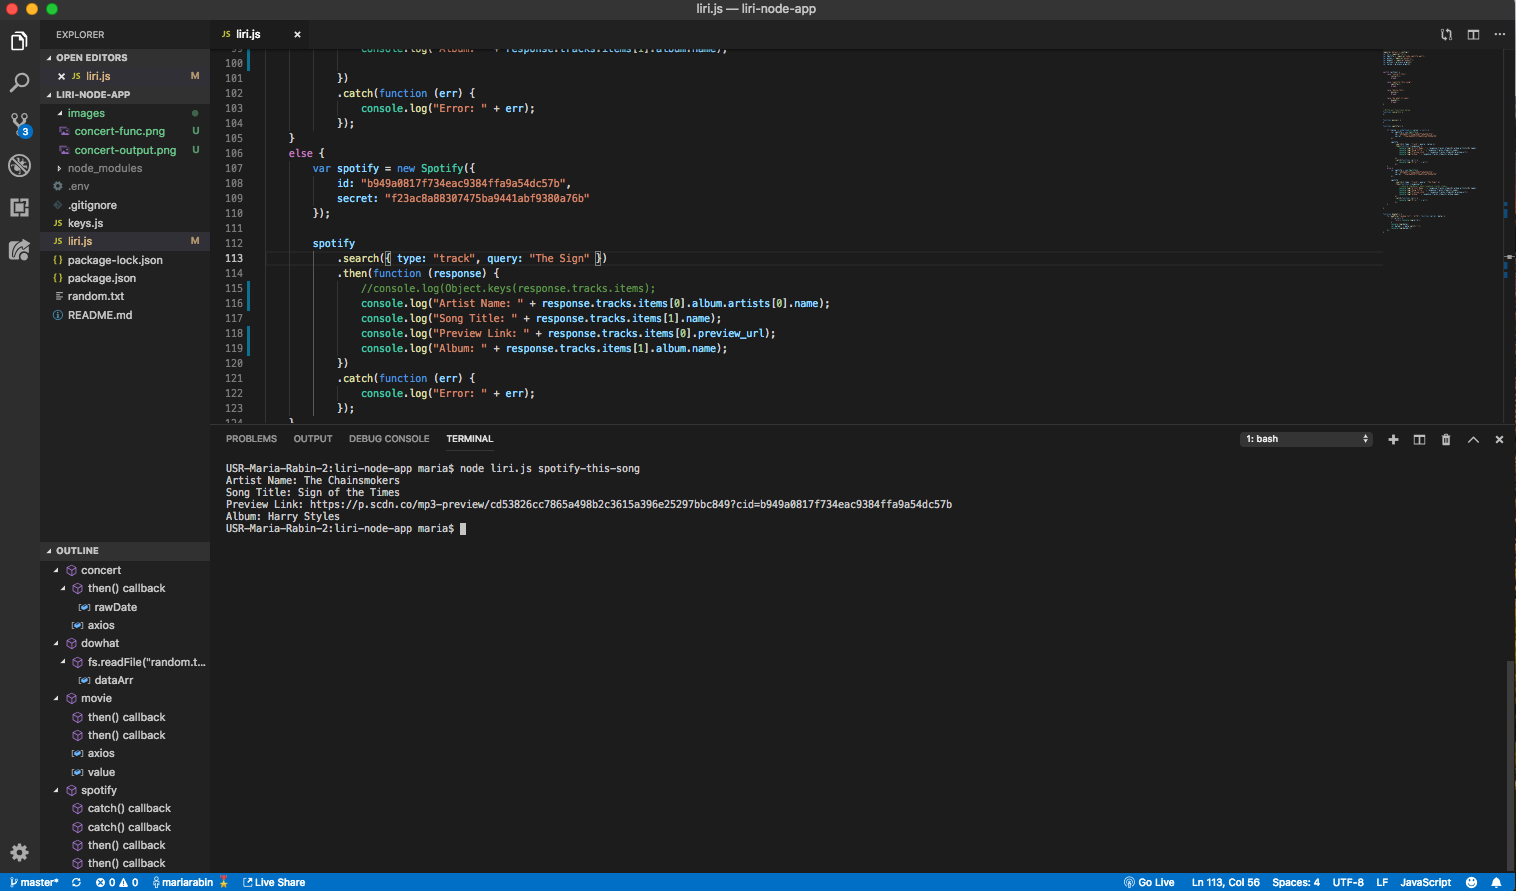 liri.js — liri-node-app
EXPLORER
OPEN EDITORS
JS liri.js M
LIRI-NODE-APP
images
concert-func.png U
concert-output.png U
node_modules
.env
.gitignore
JS keys.js
JS liri.js M
{} package-lock.json
{} package.json
random.txt
README.md
3
OUTLINE
concert
then() callback
rawDate
axios
dowhat
fs.readFile("random.t...
dataArr
movie
then() callback
then() callback
axios
value
spotify
catch() callback
catch() callback
then() callback
then() callback
JS liri.js ×
99 console.log("Album: " + response.tracks.items[1].album.name);
100
101 })
102 .catch(function (err) {
103 console.log("Error: " + err);
104 });
105 }
106 else {
107 var spotify = new Spotify({
108 id: "b949a0817f734eac9384ffa9a54dc57b",
109 secret: "f23ac8a88307475ba9441abf9380a76b"
110 });
111
112 spotify
113 .search({ type: "track", query: "The Sign" })
114 .then(function (response) {
115 //console.log(Object.keys(response.tracks.items);
116 console.log("Artist Name: " + response.tracks.items[0].album.artists[0].name);
117 console.log("Song Title: " + response.tracks.items[1].name);
118 console.log("Preview Link: " + response.tracks.items[0].preview_url);
119 console.log("Album: " + response.tracks.items[1].album.name);
120 })
121 .catch(function (err) {
122 console.log("Error: " + err);
123 });
124 }
PROBLEMS OUTPUT DEBUG CONSOLE TERMINAL 1: bash
USR-Maria-Rabin-2:liri-node-app maria$ node liri.js spotify-this-song
Artist Name: The Chainsmokers
Song Title: Sign of the Times
Preview Link: https://p.scdn.co/mp3-preview/cd53826cc7865a498b2c3615a396e25297bbc849?cid=b949a0817f734eac9384ffa9a54dc57b
Album: Harry Styles
USR-Maria-Rabin-2:liri-node-app maria$
master* 0 0 mariarabin Live Share Go Live Ln 113, Col 56 Spaces: 4 UTF-8 LF JavaScript